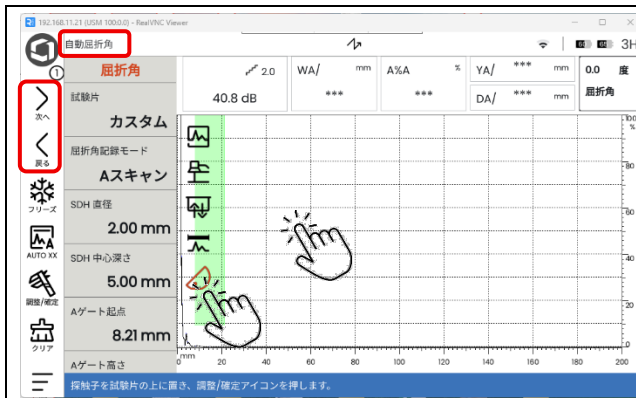 192.168.11.21 (USM 100.0.0) - RealVNC Viewer
自動屈折角
3H
1
屈折角
2.0
40.8 dB
WA/ mm
***
A%A %
***
YA/ *** mm
DA/ *** mm
0.0 度
屈折角
次へ
戻る
フリーズ
AUTO XX
調整/確定
クリア
試験片
カスタム
屈折角記録モード
Aスキャン
SDH 直径
2.00 mm
SDH 中心深さ
5.00 mm
Aゲート起点
8.21 mm
Aゲート高さ
100
%
80
60
40
20
0
0 mm 20 40 60 80 100 120 140 160 180 200
探触子を試験片の上に置き、調整/確定アイコンを押します。